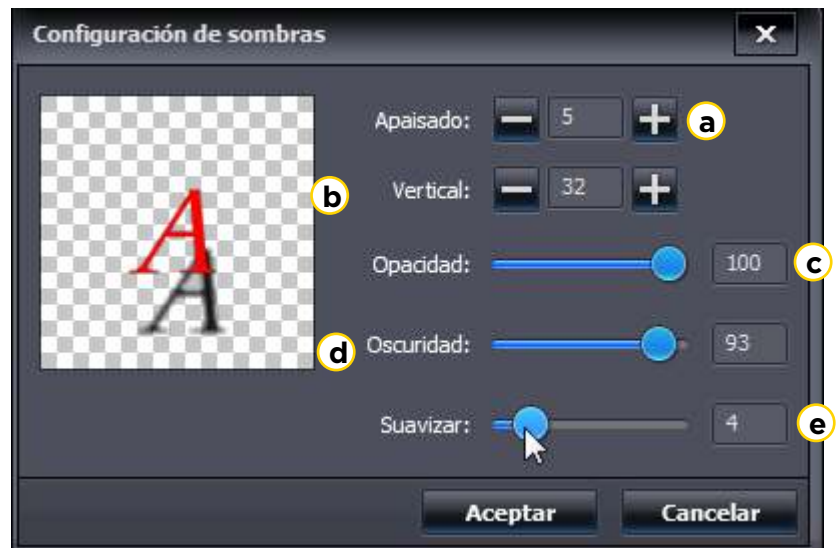 Configuración de sombras
Apaisado: 5 a
b Vertical: 32
Opacidad: 100 c
d Oscuridad: 93
Suavizar: 4 e
A
A
Aceptar Cancelar